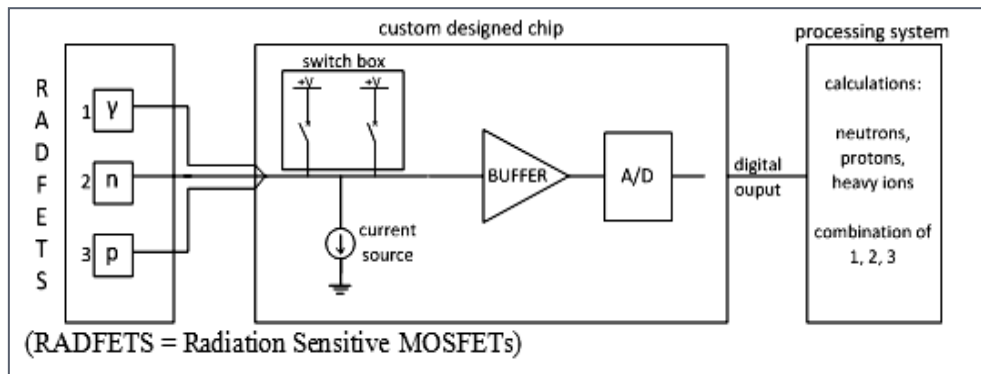 custom designed chip
processing system
RADFETS
1 γ
2 n
3 p
switch box
+V +V
current
source
BUFFER
A/D
digital
ouput
calculations:
neutrons,
protons,
heavy ions
combination of
1, 2, 3
(RADFETS = Radiation Sensitive MOSFETs)